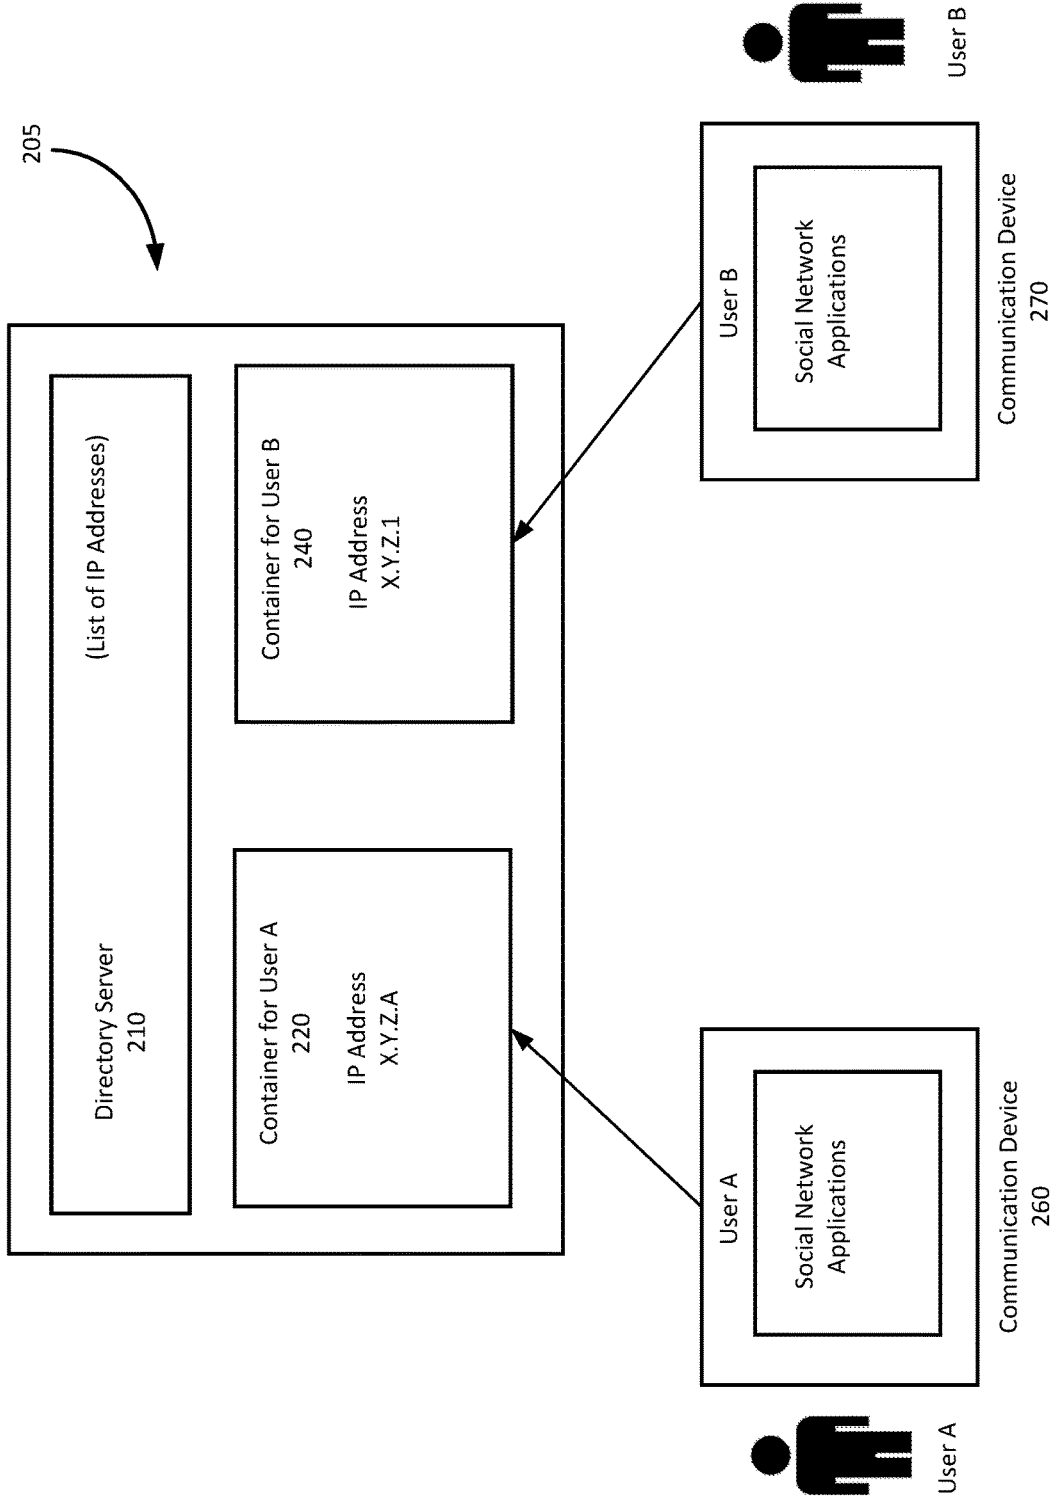 205
Directory Server
210
(List of IP Addresses)
Container for User A
220
IP Address
X.Y.Z.A
Container for User B
240
IP Address
X.Y.Z.1
User A
User A
Social Network
Applications
Communication Device
260
User B
Social Network
Applications
Communication Device
270
User B